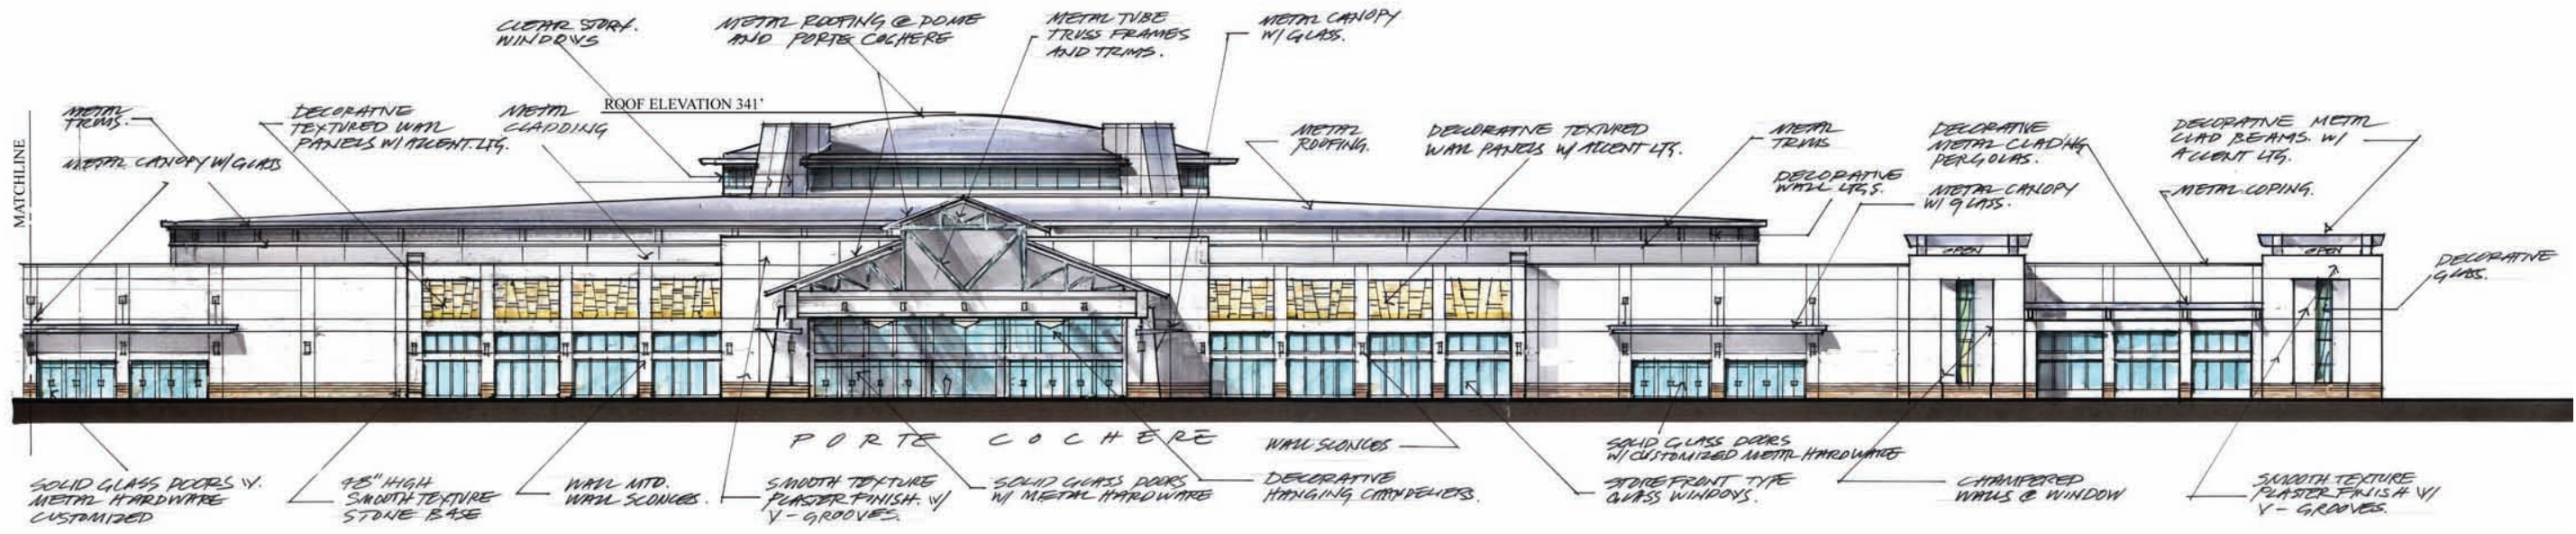 CLEAR STORY.
WINDOWS
METAL ROOFING @ DOME
AND PORTE COCHERE
METAL TUBE
TRUSS FRAMES
AND TRIMS.
METAL CANOPY
W/ GLASS.
METAL
TRIMS.
DECORATIVE
TEXTURED WALL
PANELS W/ ACCENT LTG.
METAL
CLADDING
ROOF ELEVATION 341'
METAL
ROOFING.
DECORATIVE TEXTURED
WALL PANELS W/ ACCENT LTG.
METAL
TRIMS
DECORATIVE
METAL CLADING
PERGOLAS.
DECORATIVE METAL
CLAD BEAMS. W/
ACCENT LTG.
MATCHLINE
METAL CANOPY W/ GLASS
DECORATIVE
WALL LTGS.
METAL CANOPY
W/ GLASS.
METAL COPING.
OPEN
OPEN
DECORATIVE
GLASS.
PORTE COCHERE
WALL SCONCES
SOLID GLASS DOORS
W/ CUSTOMIZED METAL HARDWARE
SOLID GLASS DOORS W.
METAL HARDWARE
CUSTOMIZED
48" HIGH
SMOOTH TEXTURE
STONE BASE
WALL MTD.
WALL SCONCES.
SMOOTH TEXTURE
PLASTER FINISH. W/
V-GROOVES.
SOLID GLASS DOORS
W/ METAL HARDWARE
DECORATIVE
HANGING CHANDELIERS.
STOREFRONT TYPE
GLASS WINDOWS.
CHAMFERED
WALLS @ WINDOW
SMOOTH TEXTURE
PLASTER FINISH W/
V-GROOVES.